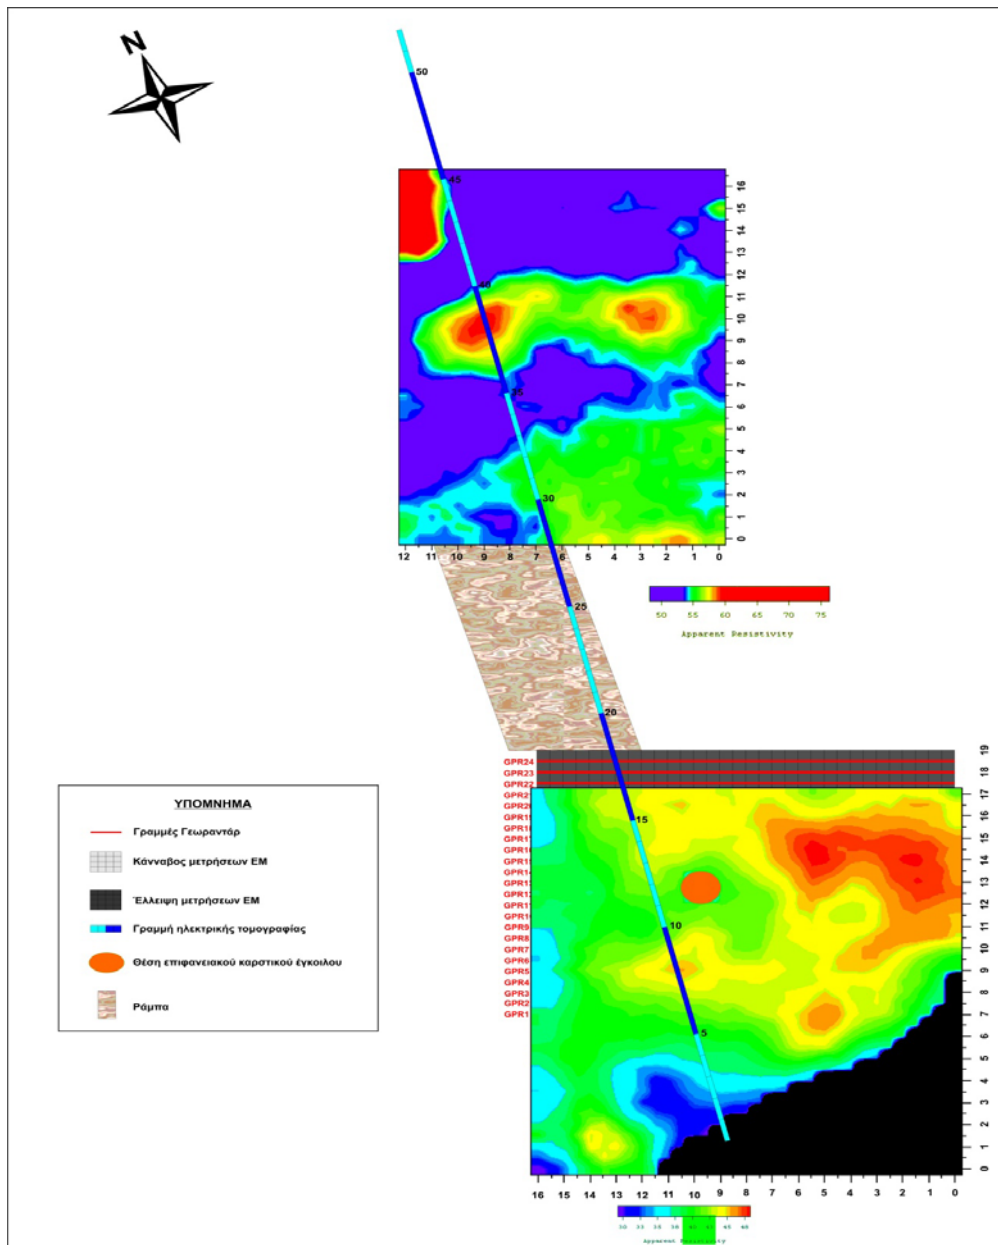 N
50
45
40
35
30
25
20
15
10
5
16
15
14
13
12
11
10
9
8
7
6
5
4
3
2
1
0
12 11 10 9 8 7 6 5 4 3 2 1 0
50 55 60 65 70 75
Apparent Resistivity
19
18
17
16
15
14
13
12
11
10
9
8
7
6
5
4
3
2
1
0
GPR24
GPR23
GPR22
GPR21
GPR20
GPR17
GPR9
GPR8
GPR7
GPR6
GPR5
GPR4
GPR3
GPR2
GPR1
16 15 14 13 12 11 10 9 8 7 6 5 4 3 2 1 0
Apparent Resistivity
ΥΠΟΜΝΗΜΑ
Γραμμές Γεωραντάρ
Κάνναβος μετρήσεων ΕΜ
Έλλειψη μετρήσεων ΕΜ
Γραμμή ηλεκτρικής τομογραφίας
Θέση επιφανειακού καρστικού έγκοιλου
Ράμπα